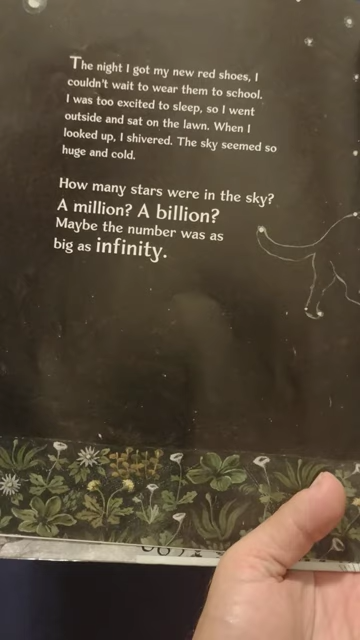 The night I got my new red shoes, I
couldn't wait to wear them to school.
I was too excited to sleep, so I went
outside and sat on the lawn. When I
looked up, I shivered. The sky seemed so
huge and cold.
How many stars were in the sky?
A million? A billion?
Maybe the number was as
big as infinity.